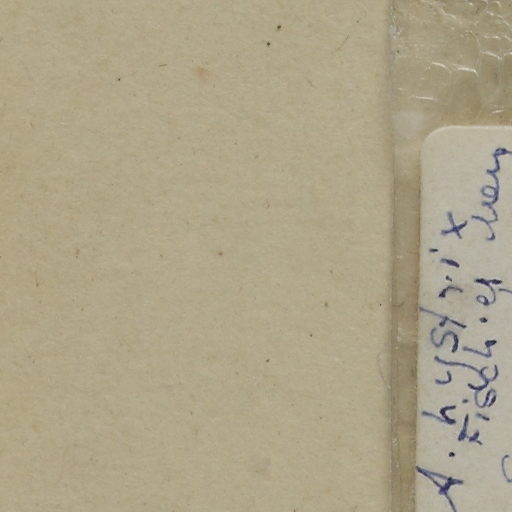 A. hystrix
Fisch. et Mey